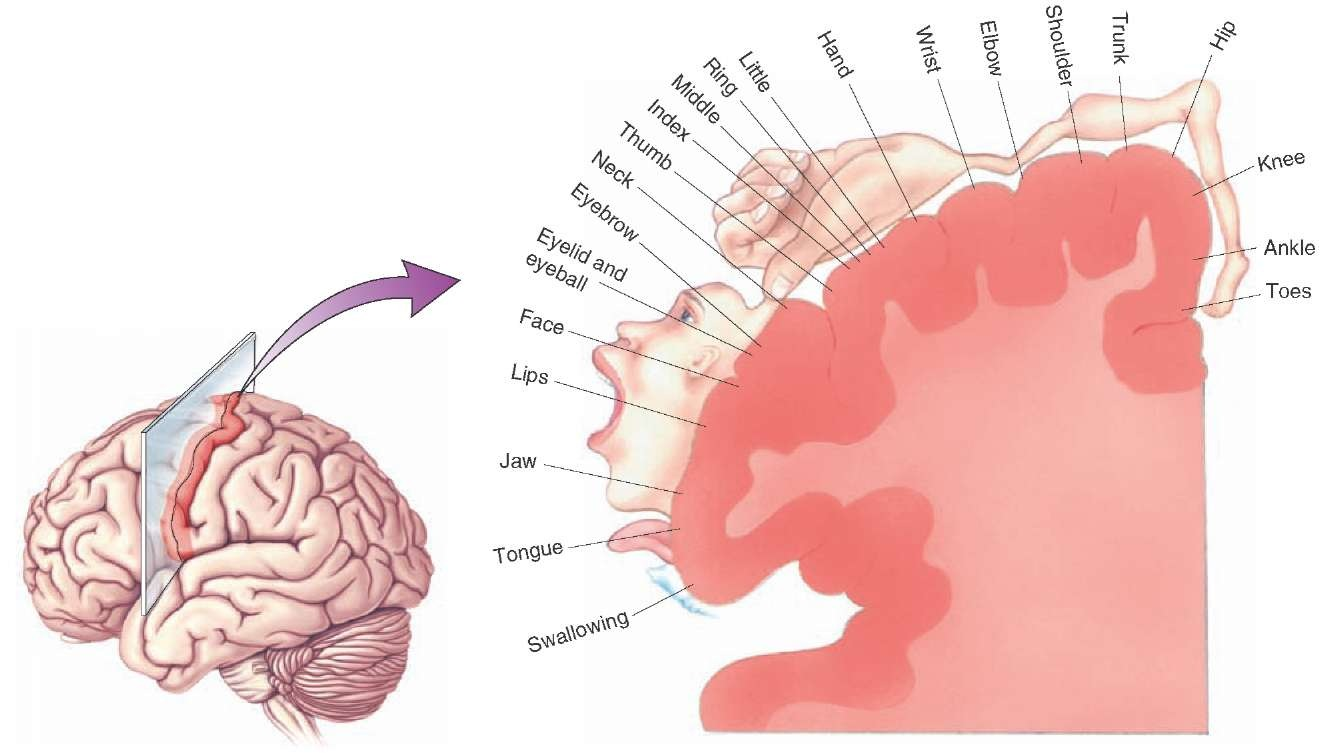 Hip
Trunk
Shoulder
Elbow
Wrist
Hand
Little
Ring
Middle
Index
Thumb
Neck
Eyebrow
Eyelid and
eyeball
Face
Lips
Jaw
Tongue
Swallowing
Knee
Ankle
Toes